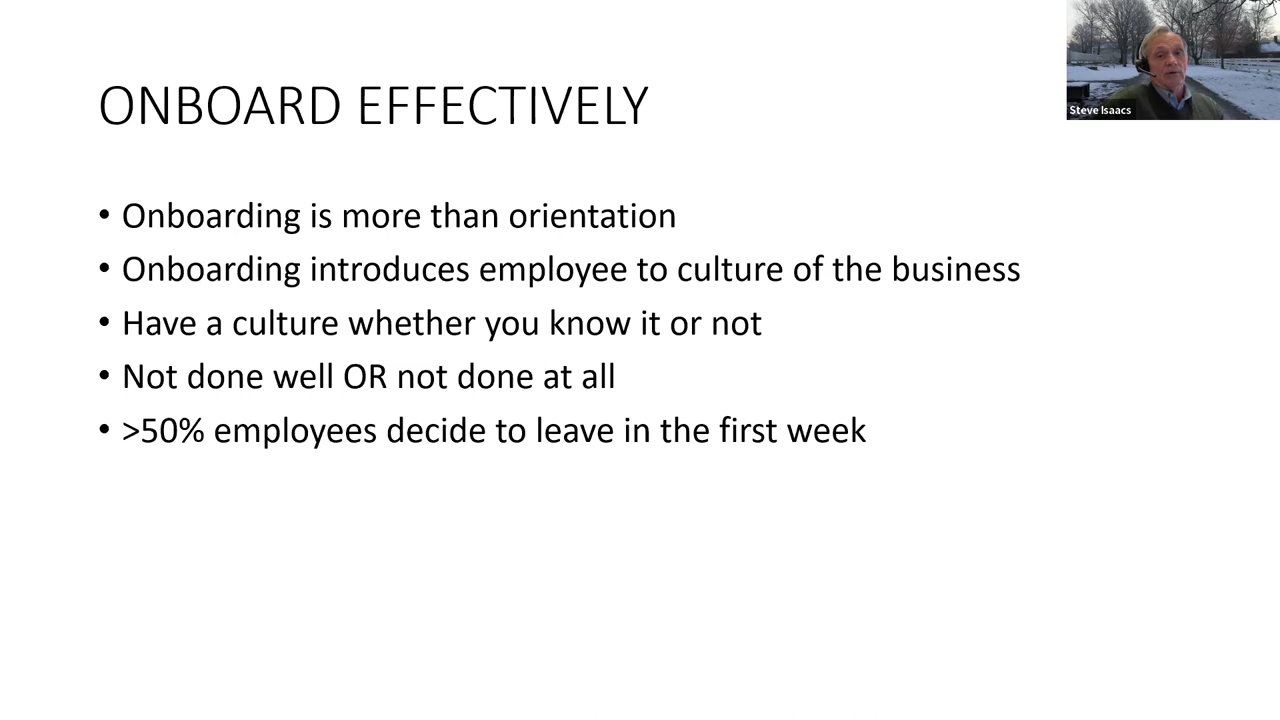 ONBOARD EFFECTIVELY
Steve Isaacs
• Onboarding is more than orientation
• Onboarding introduces employee to culture of the business
• Have a culture whether you know it or not
• Not done well OR not done at all
• >50% employees decide to leave in the first week